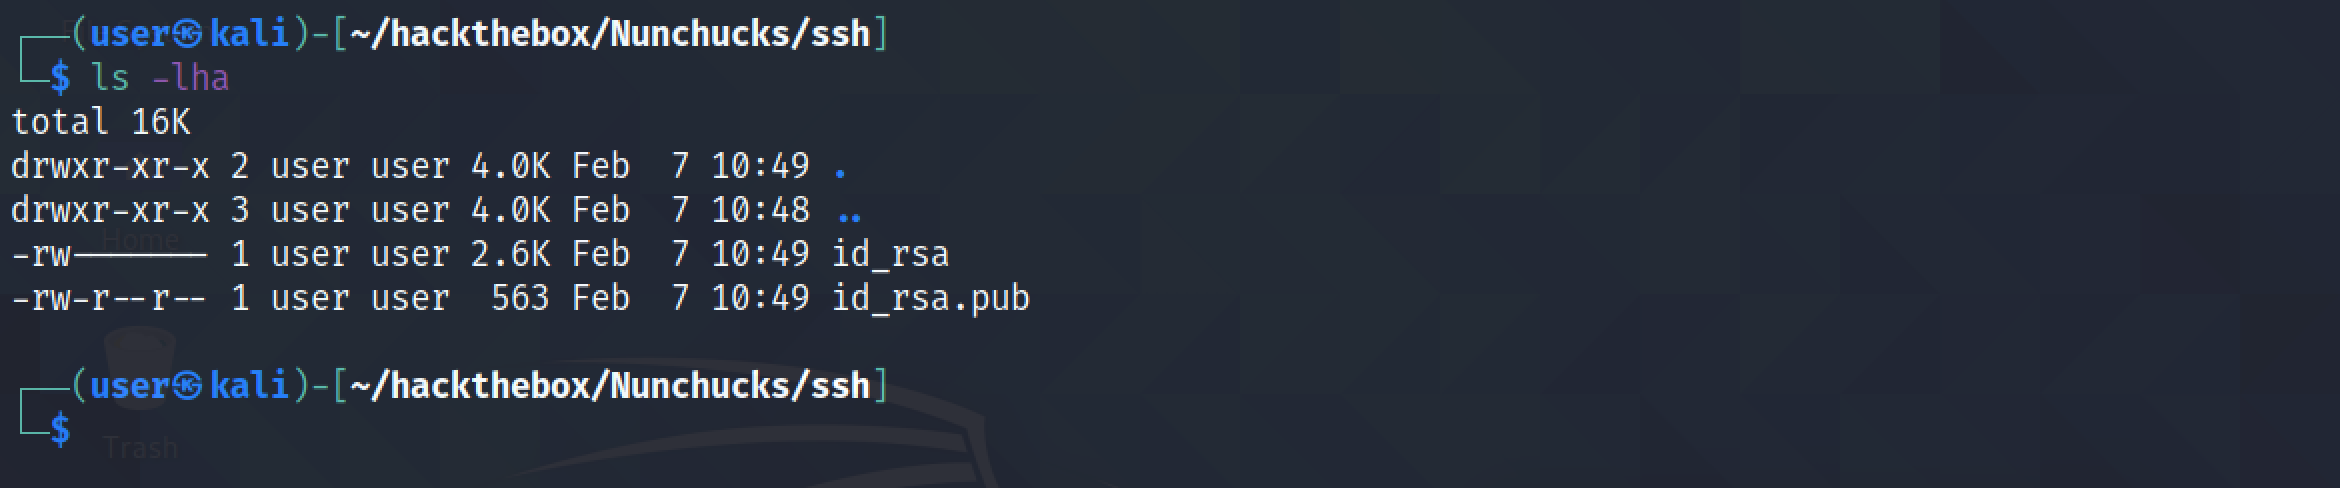 ┌──(user㉿kali)-[~/hackthebox/Nunchucks/ssh]
└─$ ls -lha
total 16K
drwxr-xr-x 2 user user 4.0K Feb  7 10:49 .
drwxr-xr-x 3 user user 4.0K Feb  7 10:48 ..
-rw------- 1 user user 2.6K Feb  7 10:49 id_rsa
-rw-r--r-- 1 user user  563 Feb  7 10:49 id_rsa.pub
┌──(user㉿kali)-[~/hackthebox/Nunchucks/ssh]
└─$
Home
Trash